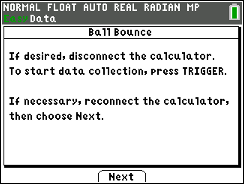 NORMAL FLOAT AUTO REAL RADIAN MP
EasyData
Ball Bounce
If desired, disconnect the calculator.
To start data collection, press TRIGGER.
If necessary, reconnect the calculator,
then choose Next.
Next